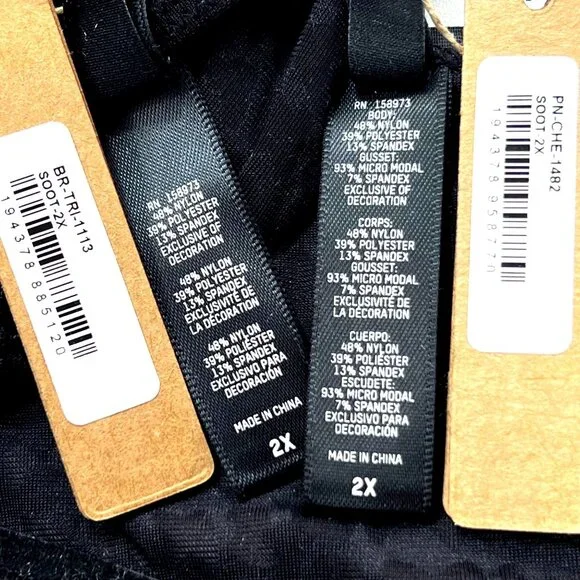 BR-TRI-1113
SOOT-2X
194378 885120
RN: 158973
48% NYLON
39% POLYESTER
13% SPANDEX
EXCLUSIVE OF
DECORATION
48% NYLON
39% POLYESTER
13% SPANDEX
EXCLUSIVITÉ DE
LA DÉCORATION
48% NYLON
39% POLIÉSTER
13% SPANDEX
EXCLUSIVO PARA
DECORACIÓN
MADE IN CHINA
2X
RN: 158973
BODY:
48% NYLON
39% POLYESTER
13% SPANDEX
GUSSET:
93% MICRO MODAL
7% SPANDEX
EXCLUSIVE OF
DECORATION
CORPS:
48% NYLON
39% POLYESTER
13% SPANDEX
GOUSSET:
93% MICRO MODAL
7% SPANDEX
EXCLUSIVITÉ DE
LA DÉCORATION
CUERPO:
48% NYLON
39% POLIÉSTER
13% SPANDEX
ESCUDETE:
93% MICRO MODAL
7% SPANDEX
EXCLUSIVO PARA
DECORACIÓN
MADE IN CHINA
2X
PN-CHE-1482
SOOT-2X
194378 958770